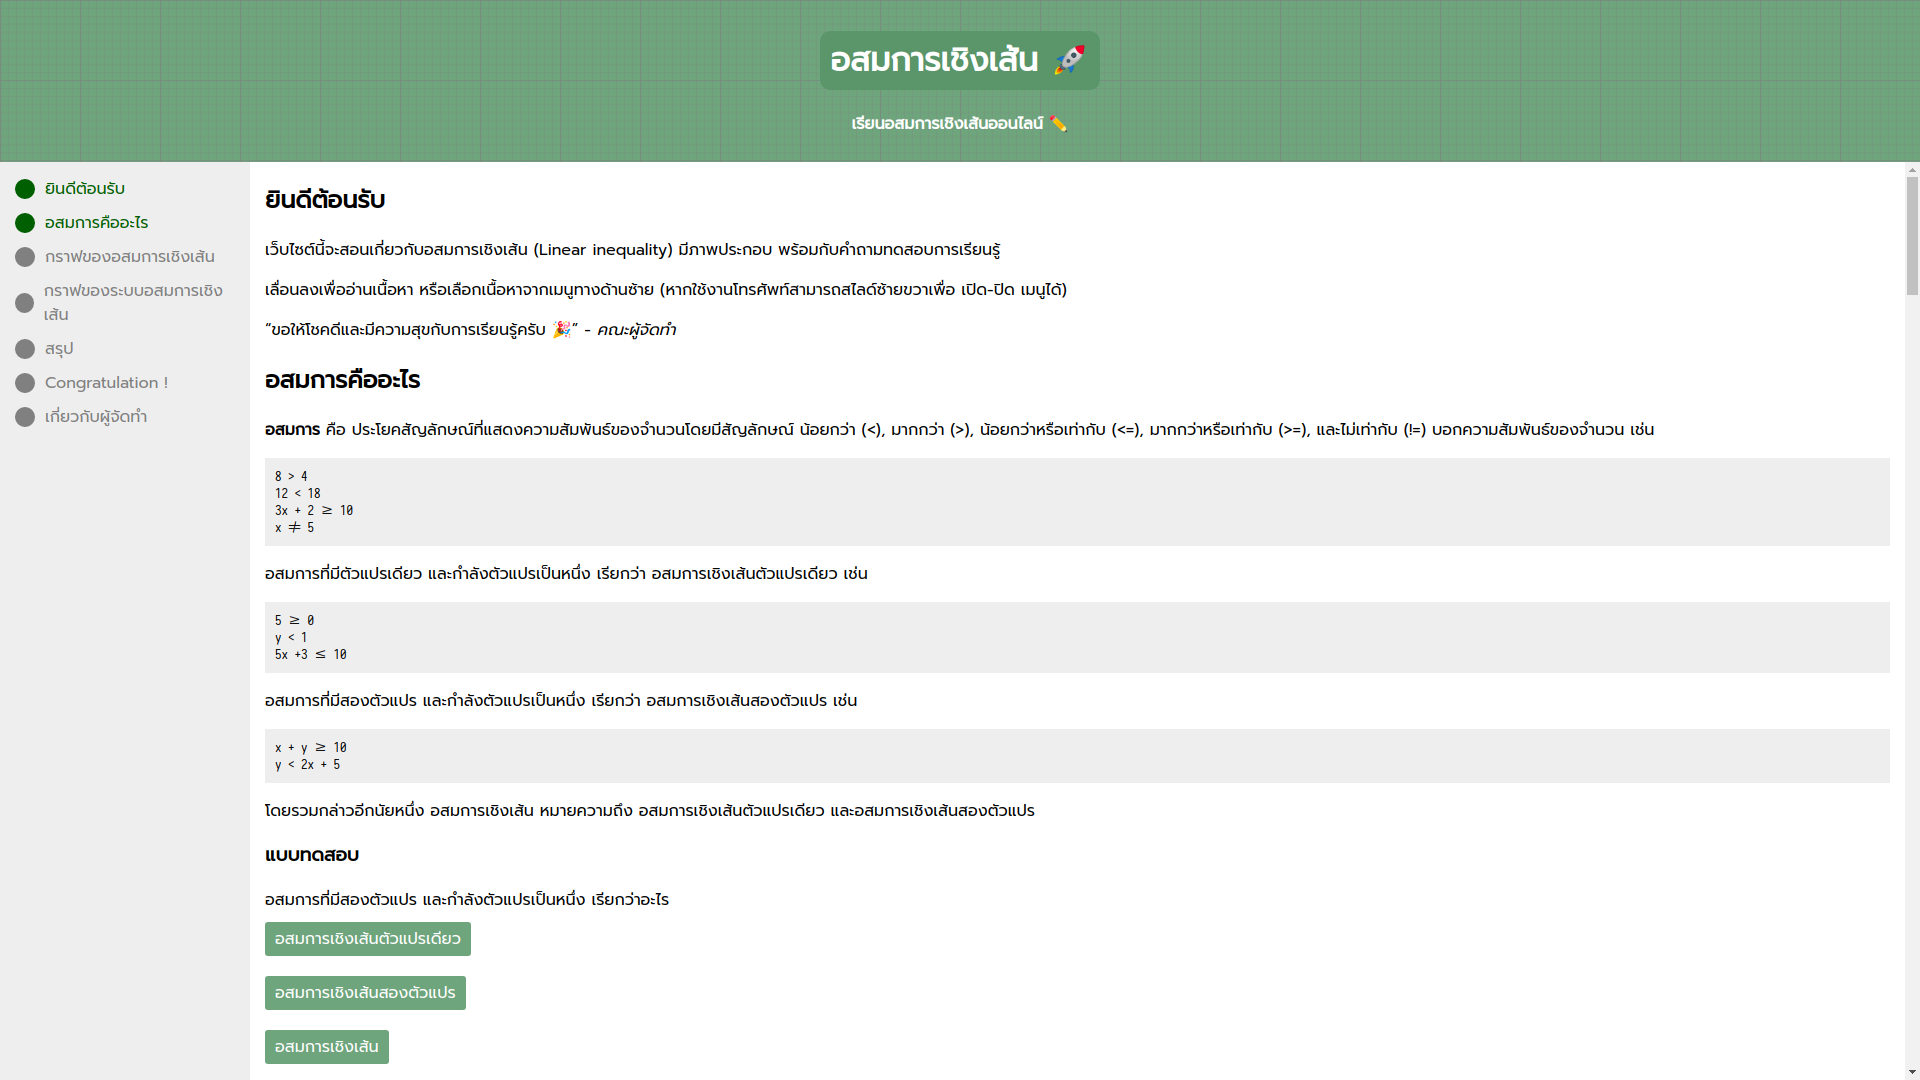 อสมการเชิงเส้น 🚀
เรียนอสมการเชิงเส้นออนไลน์ ✏️
ยินดีต้อนรับ
อสมการคืออะไร
กราฟของอสมการเชิงเส้น
กราฟของระบบอสมการเชิง
เส้น
สรุป
Congratulation !
เกี่ยวกับผู้จัดทำ
ยินดีต้อนรับ
เว็บไซต์นี้จะสอนเกี่ยวกับอสมการเชิงเส้น (Linear inequality) มีภาพประกอบ พร้อมกับคำถามทดสอบการเรียนรู้
เลื่อนลงเพื่ออ่านเนื้อหา หรือเลือกเนื้อหาจากเมนูทางด้านซ้าย (หากใช้งานโทรศัพท์สามารถสไลด์ซ้ายขวาเพื่อ เปิด-ปิด เมนูได้)
“ขอให้โชคดีและมีความสุขกับการเรียนรู้ครับ 🎉” - คณะผู้จัดทำ
อสมการคืออะไร
อสมการ คือ ประโยคสัญลักษณ์ที่แสดงความสัมพันธ์ของจำนวนโดยมีสัญลักษณ์ น้อยกว่า (<), มากกว่า (>), น้อยกว่าหรือเท่ากับ (<=), มากกว่าหรือเท่ากับ (>=), และไม่เท่ากับ (!=) บอกความสัมพันธ์ของจำนวน เช่น
8 > 4
12 < 18
3x + 2 ≥ 10
x ≠ 5
อสมการที่มีตัวแปรเดียว และกำลังตัวแปรเป็นหนึ่ง เรียกว่า อสมการเชิงเส้นตัวแปรเดียว เช่น
5 ≥ 0
y < 1
5x +3 ≤ 10
อสมการที่มีสองตัวแปร และกำลังตัวแปรเป็นหนึ่ง เรียกว่า อสมการเชิงเส้นสองตัวแปร เช่น
x + y ≥ 10
y < 2x + 5
โดยรวมกล่าวอีกนัยหนึ่ง อสมการเชิงเส้น หมายความถึง อสมการเชิงเส้นตัวแปรเดียว และอสมการเชิงเส้นสองตัวแปร
แบบทดสอบ
อสมการที่มีสองตัวแปร และกำลังตัวแปรเป็นหนึ่ง เรียกว่าอะไร
อสมการเชิงเส้นตัวแปรเดียว
อสมการเชิงเส้นสองตัวแปร
อสมการเชิงเส้น